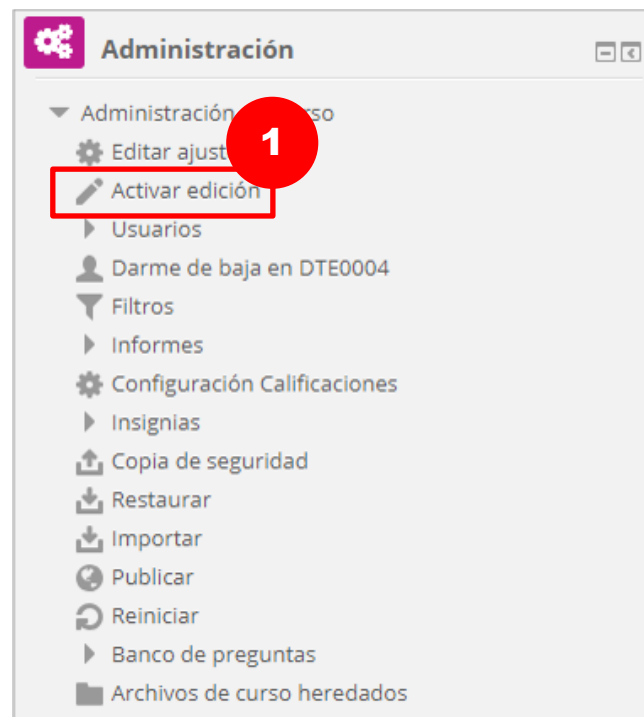 Administración
Administración so
Editar ajust
1
Activar edición
Usuarios
Darme de baja en DTE0004
Filtros
Informes
Configuración Calificaciones
Insignias
Copia de seguridad
Restaurar
Importar
Publicar
Reiniciar
Banco de preguntas
Archivos de curso heredados